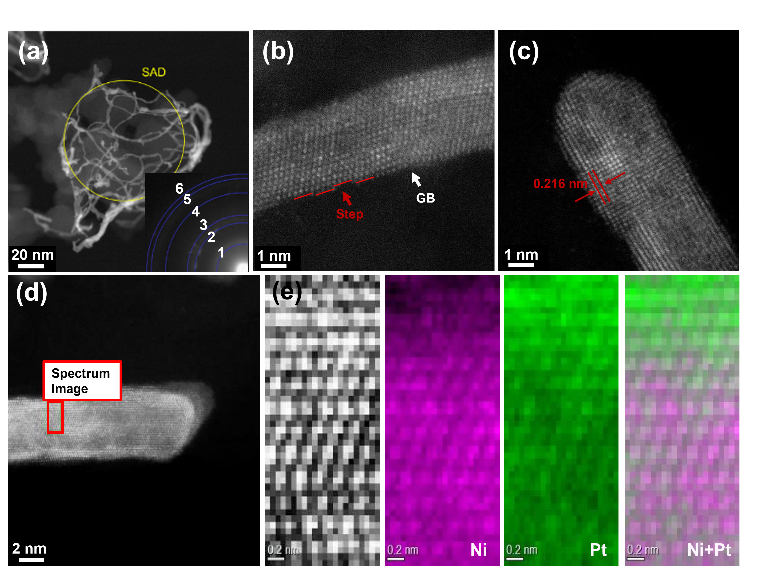 (a)
SAD
6
5
4
3
2
1
20 nm
(b)
Step
GB
1 nm
(c)
0.216 nm
1 nm
(d)
Spectrum
Image
2 nm
(e)
0.2 nm
0.2 nm
Ni
0.2 nm
Pt
0.2 nm
Ni+Pt